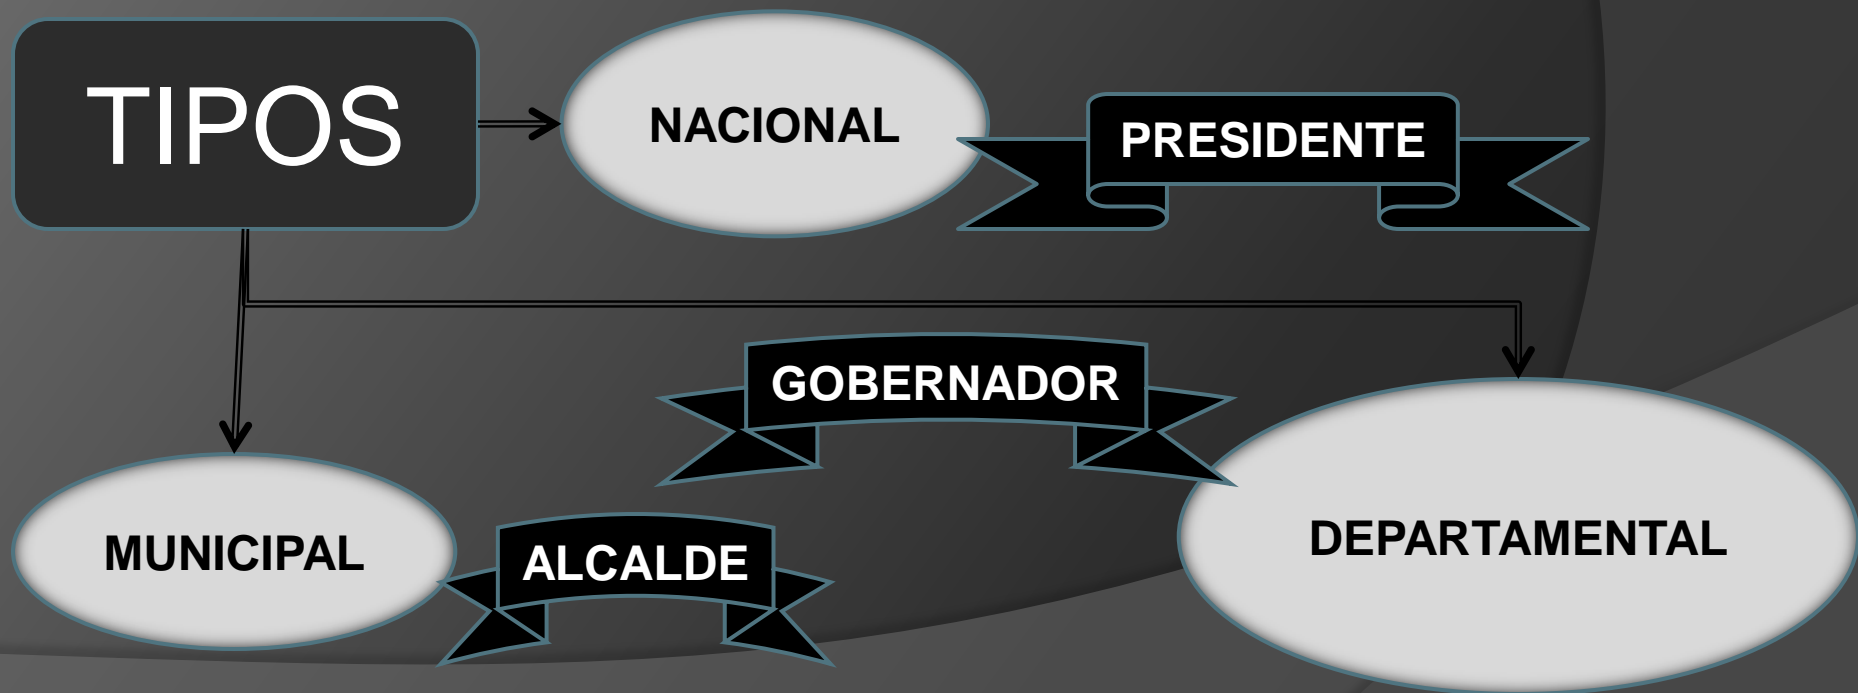 TIPOS
NACIONAL
PRESIDENTE
GOBERNADOR
DEPARTAMENTAL
MUNICIPAL
ALCALDE